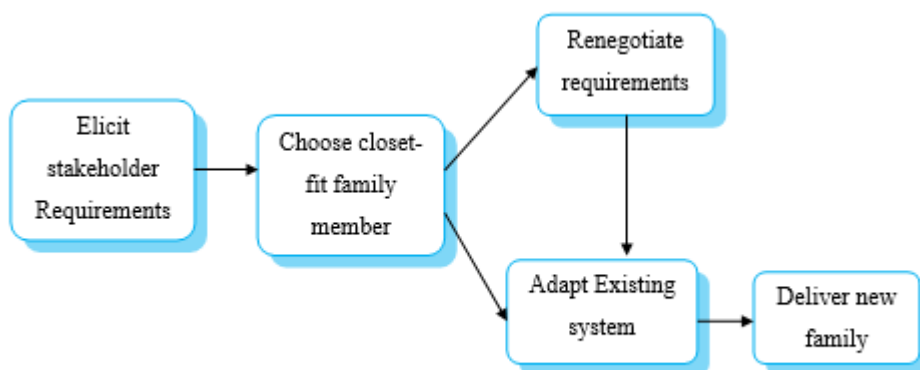 Elicit
stakeholder
Requirements
Choose closet-
fit family
member
Renegotiate
requirements
Adapt Existing
system
Deliver new
family